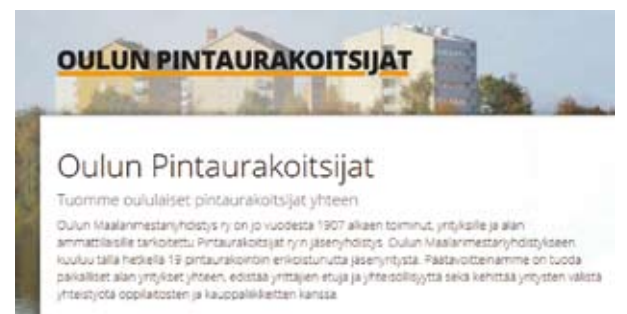 OULUN PINTAURAKOITSIJAT
Oulun Pintaurakoitsijat
Tuomme oululaiset pintaurakoitsijat yhteen
Oulun Maalarimestariyhdistys ry on jo vuodesta 1907 alkaen toiminut, yrityksille ja alan
ammattilaisille tarkoitettu Pintaurakoitsijat ry:n jäsenyhdistys. Oulun Maalarimestariyhdistykseen
kuuluu tällä hetkellä 19 pintaurakointiin erikoistunutta jäsenyritystä. Päätavoitteinamme on tuoda
paikalliset alan yritykset yhteen, edistää yrittäjien etuja ja yhteisöllisyyttä sekä kehittää yritysten välistä
yhteistyötä oppilaitosten ja kauppaliikkeitten kanssa.